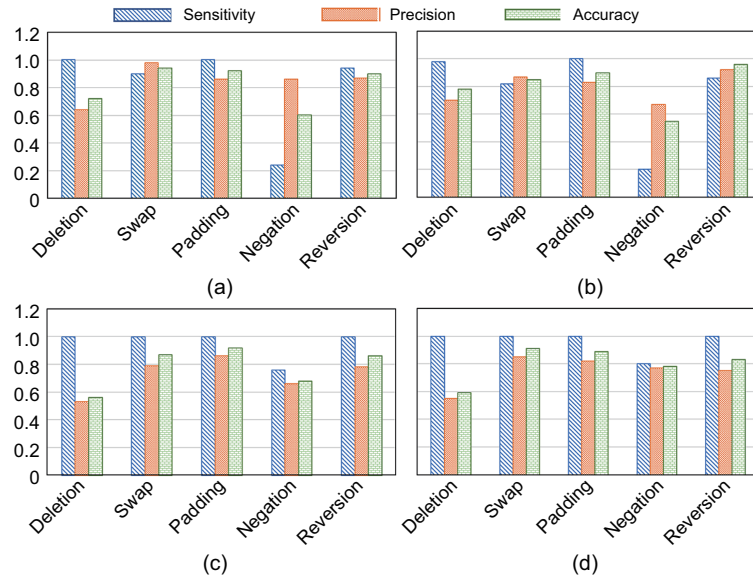 Sensitivity Precision Accuracy
1.2
1.0
0.8
0.6
0.4
0.2
0
Deletion Swap Padding Negation Reversion
(a)
Deletion Swap Padding Negation Reversion
(b)
1.2
1.0
0.8
0.6
0.4
0.2
0
Deletion Swap Padding Negation Reversion
(c)
Deletion Swap Padding Negation Reversion
(d)